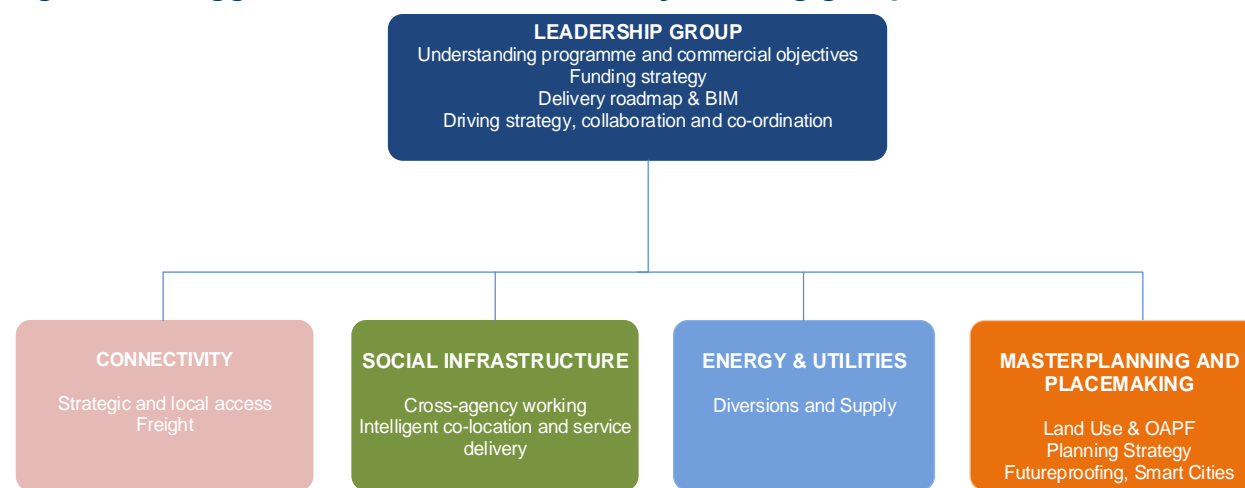 LEADERSHIP GROUP
Understanding programme and commercial objectives
Funding strategy
Delivery roadmap & BIM
Driving strategy, collaboration and co-ordination
CONNECTIVITY
Strategic and local access
Freight
SOCIAL INFRASTRUCTURE
Cross-agency working
Intelligent co-location and service
delivery
ENERGY & UTILITIES
Diversions and Supply
MASTERPLANNING AND
PLACEMAKING
Land Use & OAPF
Planning Strategy
Futureproofing, Smart Cities